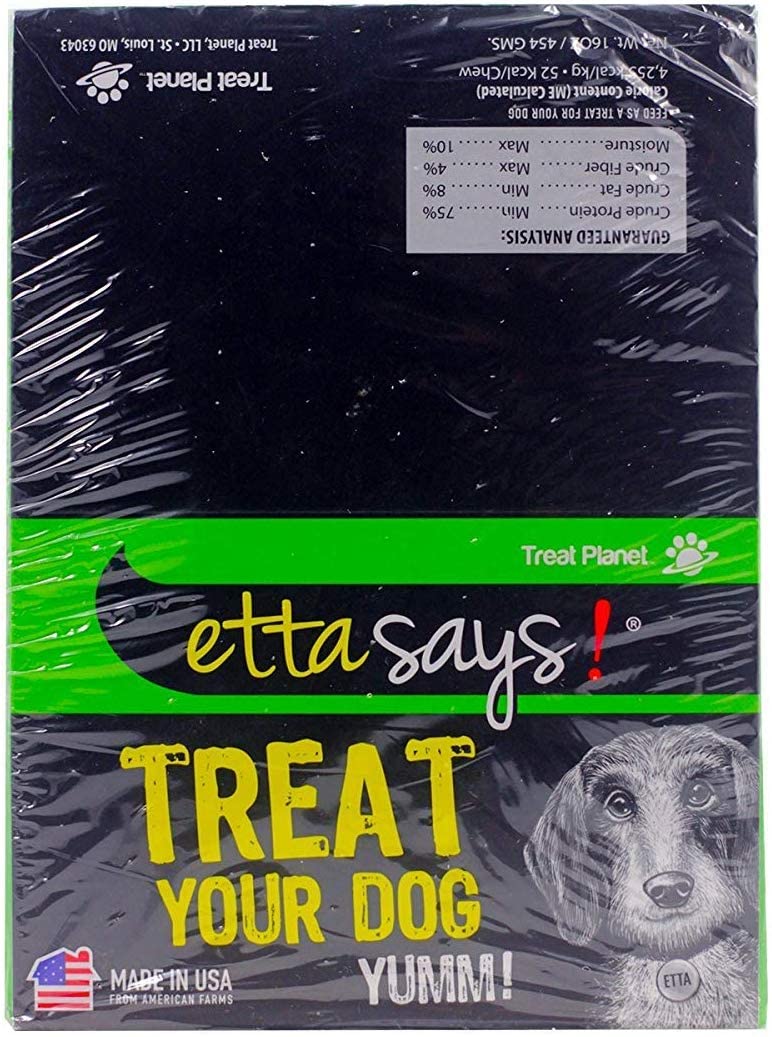 GUARANTEED ANALYSIS:
Crude Protein....... Min. ...... 75%
Crude Fat............. Min. ........ 8%
Crude Fiber.......... Max ........ 4%
Moisture............. Max ...... 10%
FEED AS A TREAT FOR YOUR DOG
Calorie Content (ME Calculated)
4,255 kcal/kg • 52 Kcal/Chew
Net Wt. 16OZ / 454 GMS.
Treat Planet™
Treat Planet, LLC • St. Louis, MO 63043
Treat Planet™
etta says! ®
TREAT
YOUR DOG
YUMM!
MADE IN USA
FROM AMERICAN FARMS
ETTA